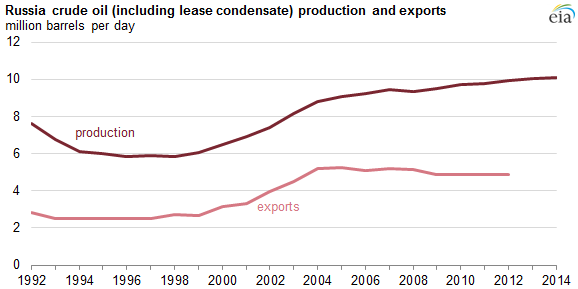 Russia crude oil (including lease condensate) production and exports
million barrels per day
eia
12
10
8
6
4
2
0
production
exports
1992 1994 1996 1998 2000 2002 2004 2006 2008 2010 2012 2014